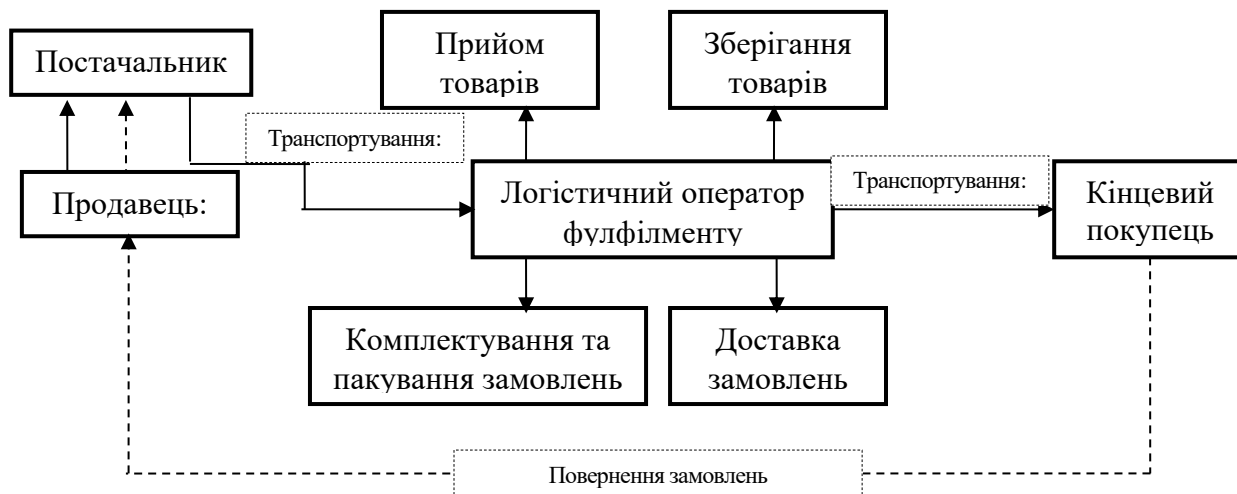 Постачальник
Прийом
товарів
Зберігання
товарів
Транспортування:
Продавець:
Логістичний оператор
фулфілменту
Транспортування:
Кінцевий
покупець
Комплектування та
пакування замовлень
Доставка
замовлень
Повернення замовлень